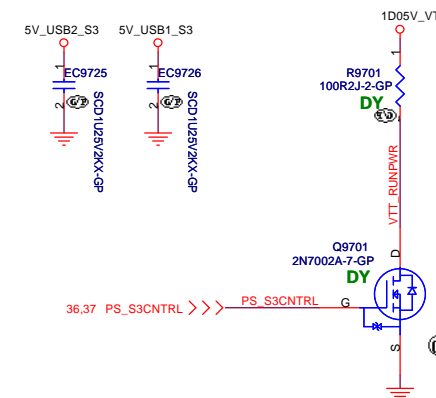 1D05V_VT
5V_USB2_S3
5V_USB1_S3
1
EC9725
2
SCD1U25V2KX-GP
1
EC9726
2
SCD1U25V2KX-GP
1
R9701
100R2J-2-GP
DY
VTT_RUNPWR
D
Q9701
2N7002A-7-GP
DY
36,37 PS_S3CNTRL
PS_S3CNTRL
G
S